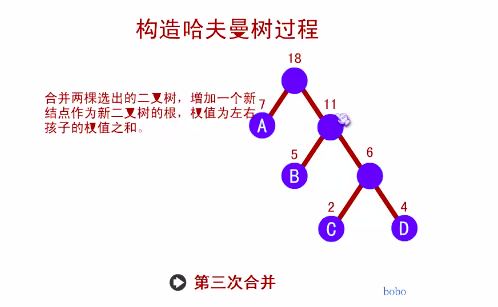 构造哈夫曼树过程
18
合并两棵选出的二叉树，增加一个新
结点作为新二叉树的根，权值为左右
孩子的权值之和。
7
11
A
5
6
B
2
4
C
D
第三次合并
bobo